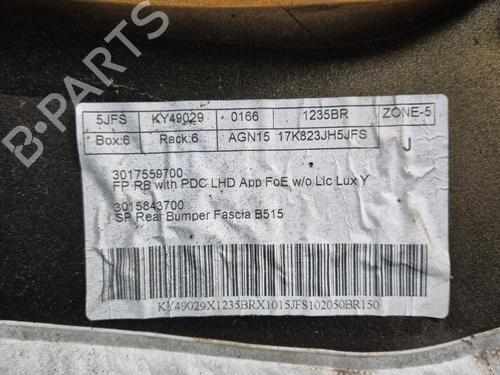 5JFS KY49029 0166 1235BR ZONE-5
Box:6 Rack:6 AGN15 17K823JH5JFS J
3017559700
FP RB with PDC LHD App FoE w/o Lic Lux Y
3015843700
SP Rear Bumper Fascia B515
KY49029X1235BRX1015JFS102050BR150
B-PARTS